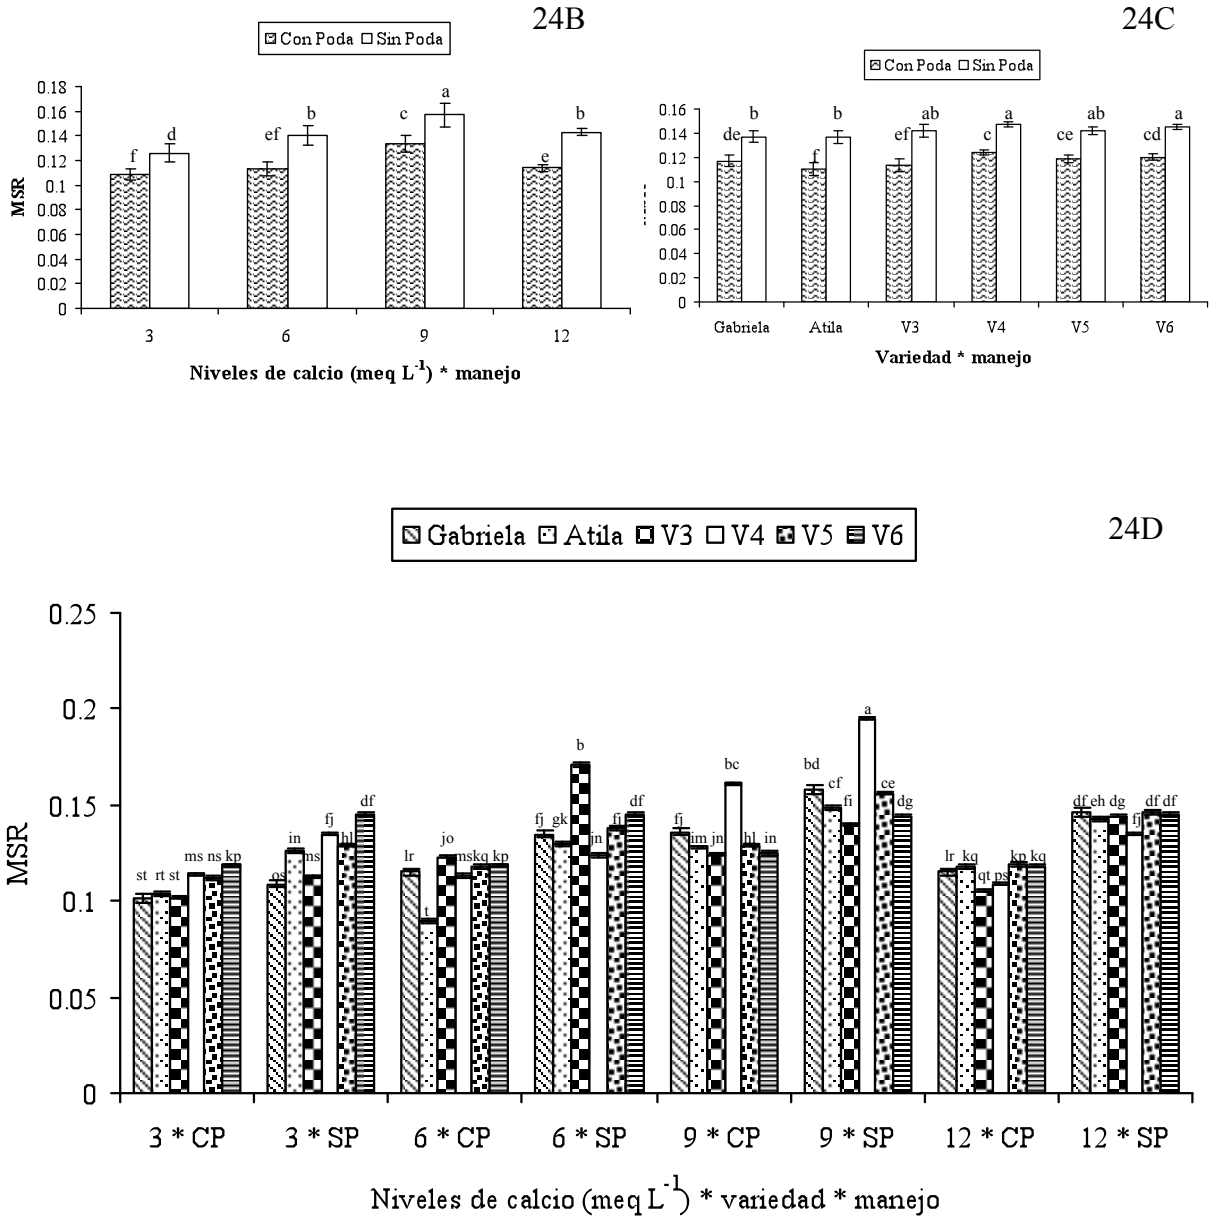 24B
Con Poda Sin Poda
MSR
0.18
0.16
0.14
0.12
0.1
0.08
0.06
0.04
0.02
0
f d ef b c a e b
3 6 9 12
Niveles de calcio (meq L-1) * manejo
24C
Con Poda Sin Poda
0.16
0.14
0.12
0.1
0.08
0.06
0.04
0.02
0
de b f b ef ab c a ce ab cd a
Gabriela Atila V3 V4 V5 V6
Variedad * manejo
24D
Gabriela Atila V3 V4 V5 V6
MSR
0.25
0.2
0.15
0.1
0.05
0
st rt st ms ns kp
os in ms fj hl df
lr t jo ms kq kp
fj gk b jn fj df
fj im jn bc hl in
bd cf fi a ce dg
lr kq qt ps kp kq
df eh dg fj df df
3 * CP 3 * SP 6 * CP 6 * SP 9 * CP 9 * SP 12 * CP 12 * SP
Niveles de calcio (meq L-1) * variedad * manejo